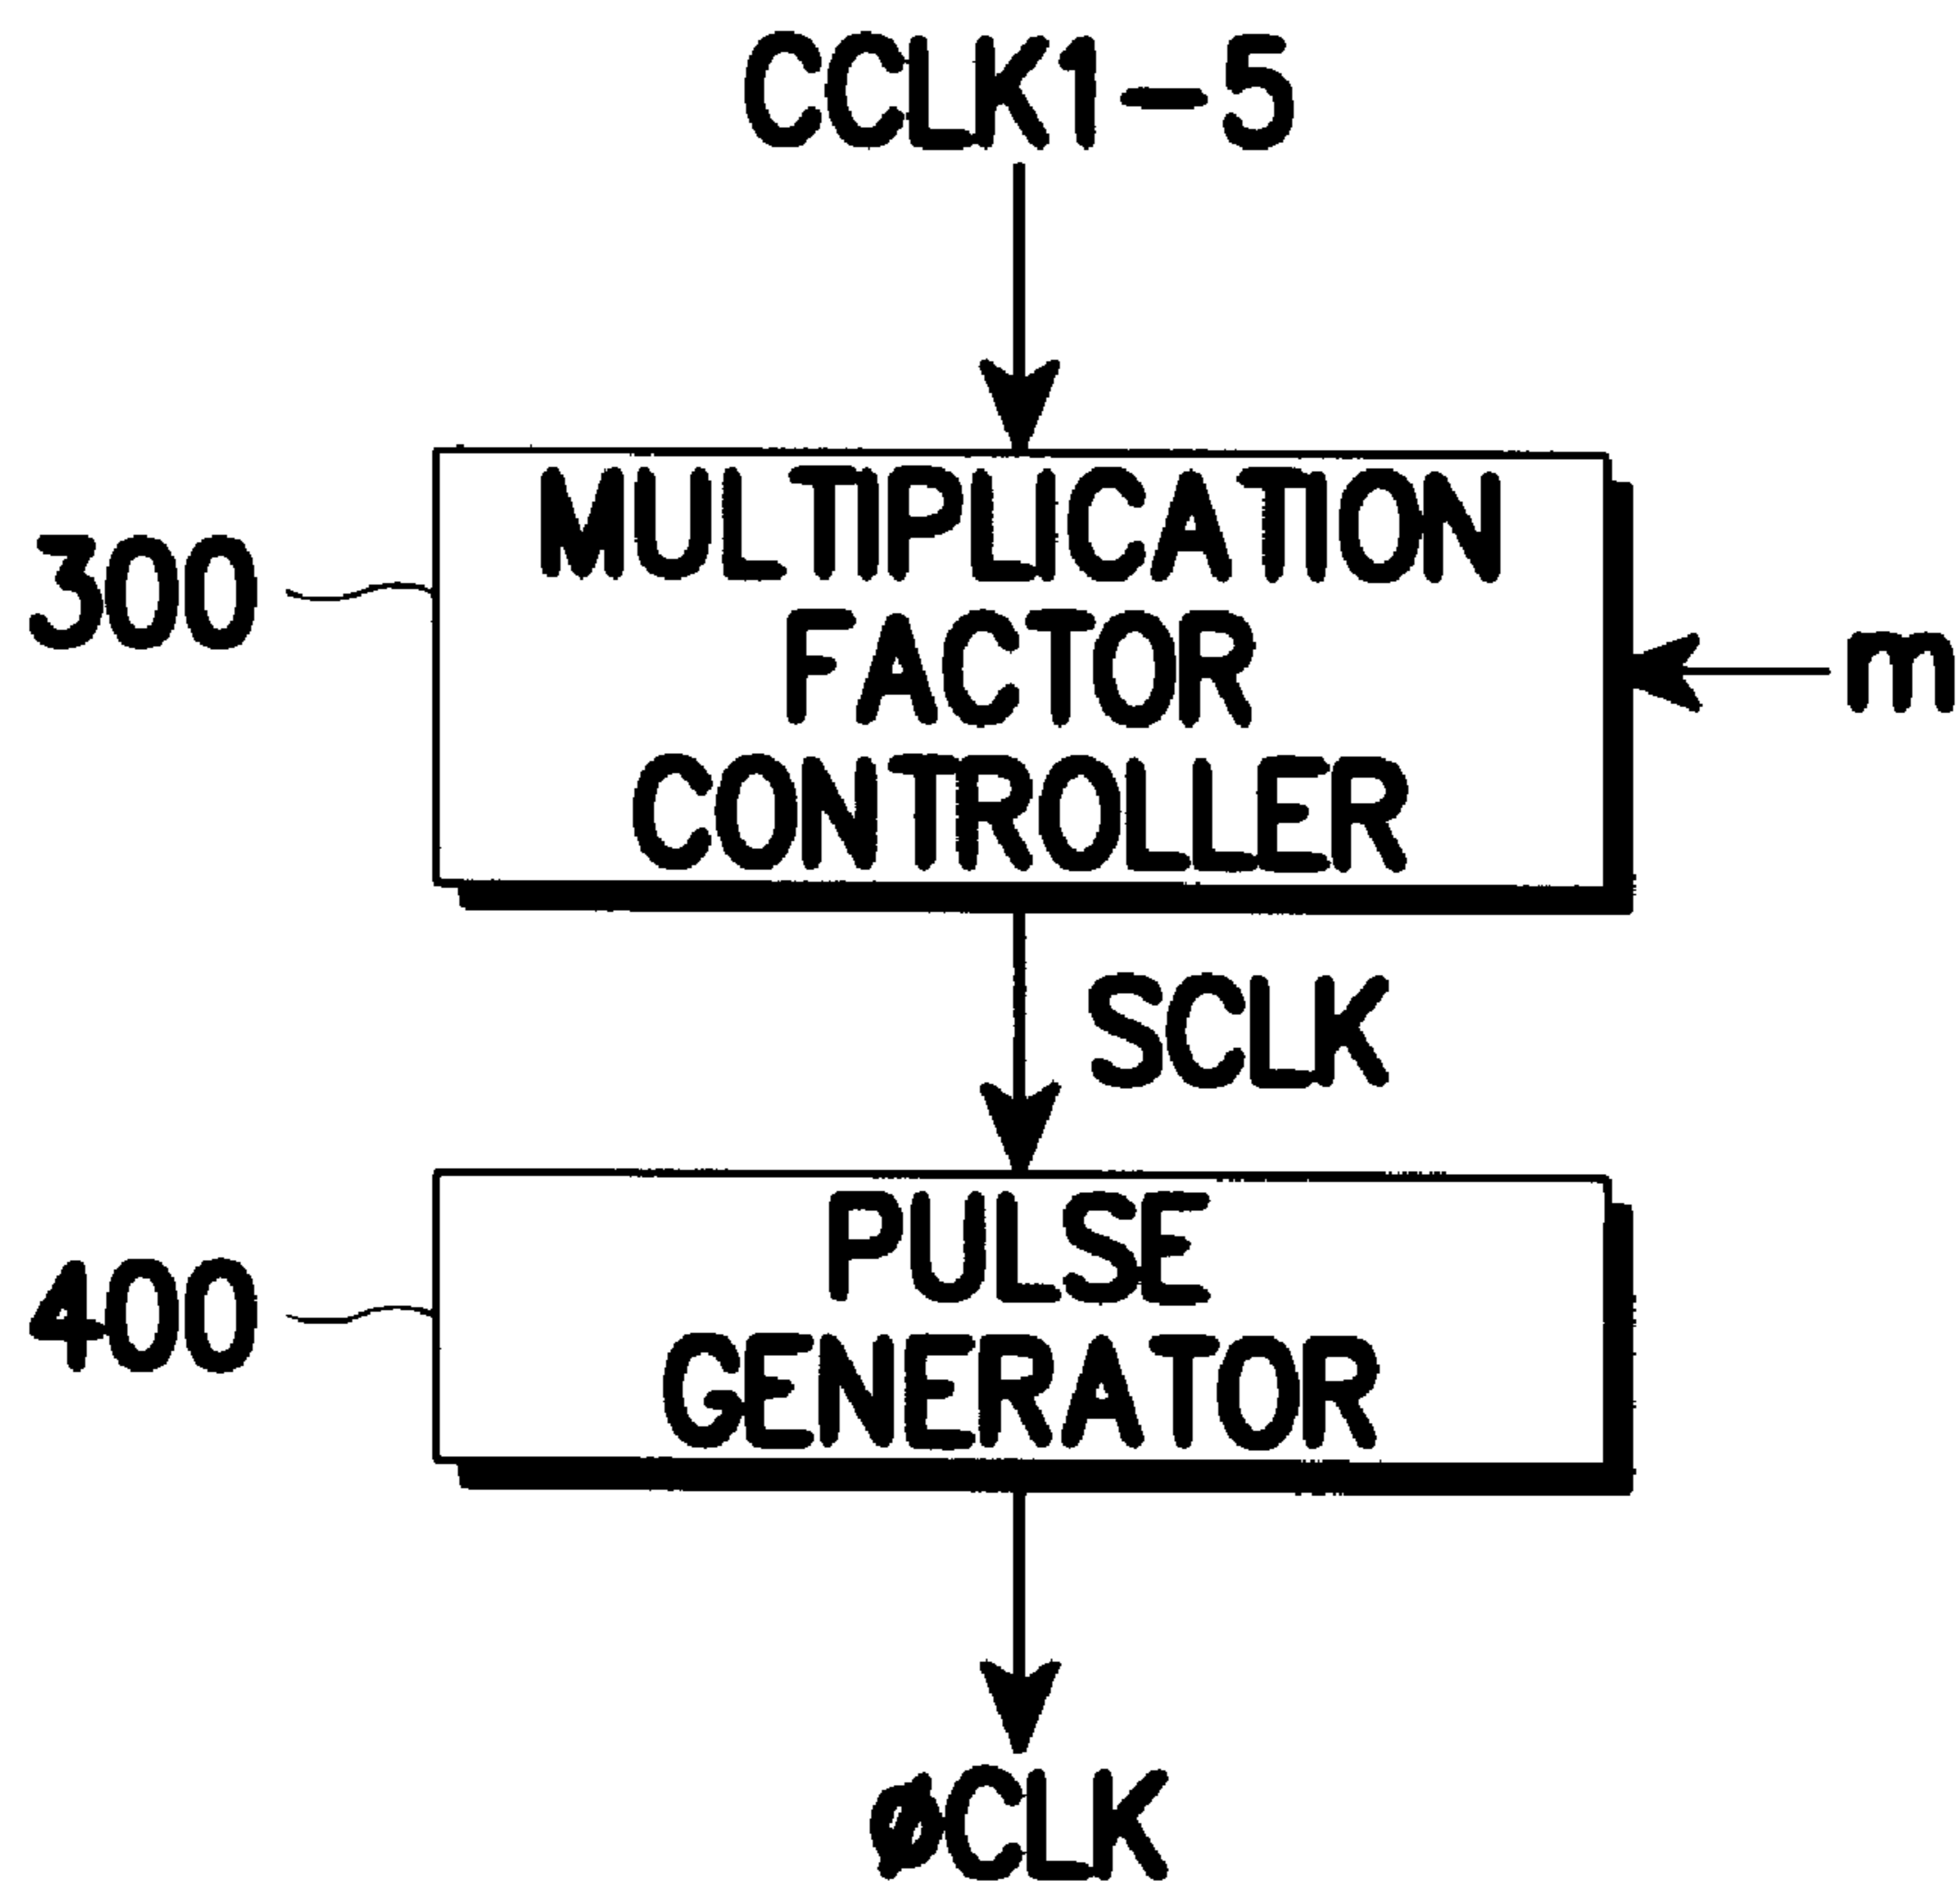 CCLK1-5
300
MULTIPLICATION
FACTOR
CONTROLLER
m
SCLK
400
PULSE
GENERATOR
øCLK